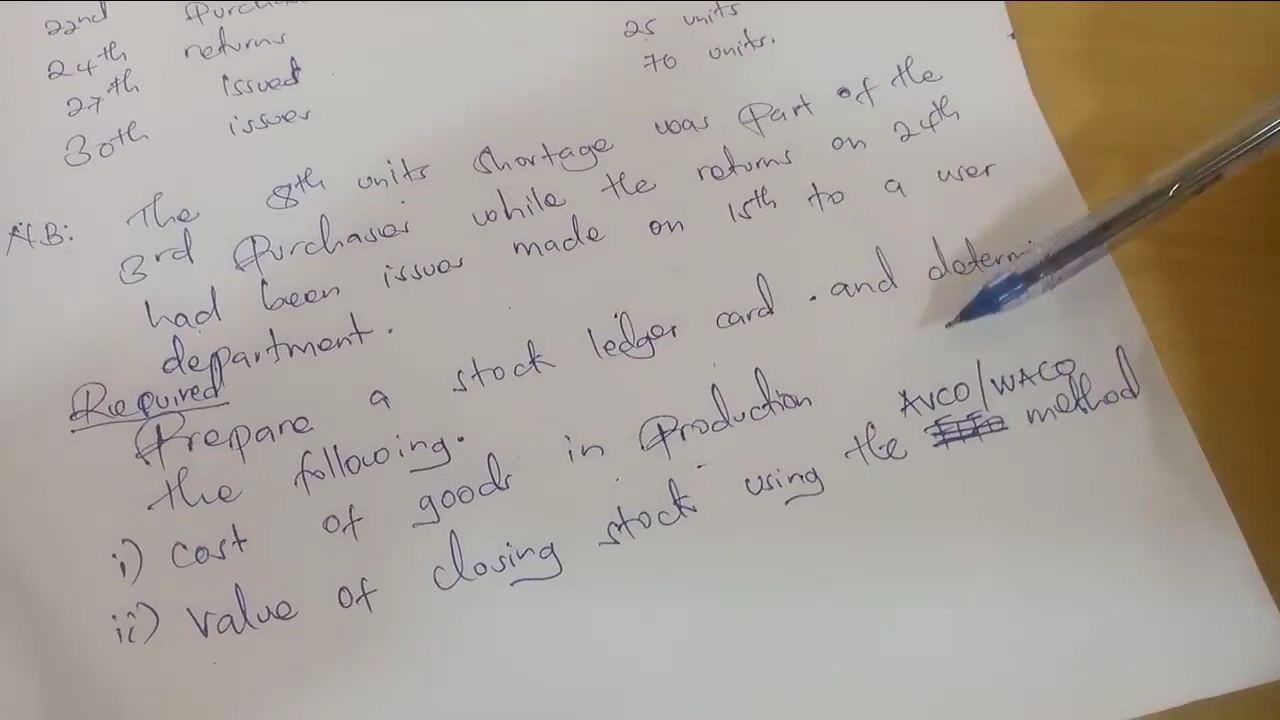 22nd
24th returns 25 units
27th issued 70 units.
30th issues
N.B: The 8th units shortage was part of the
3rd purchases while the returns on 24th
had been issues made on 15th to a user
department.
Required
Prepare a stock ledger card. and determi
the following.
i) cost of goods in production
ii) value of closing stock using the AVCO/WACO method